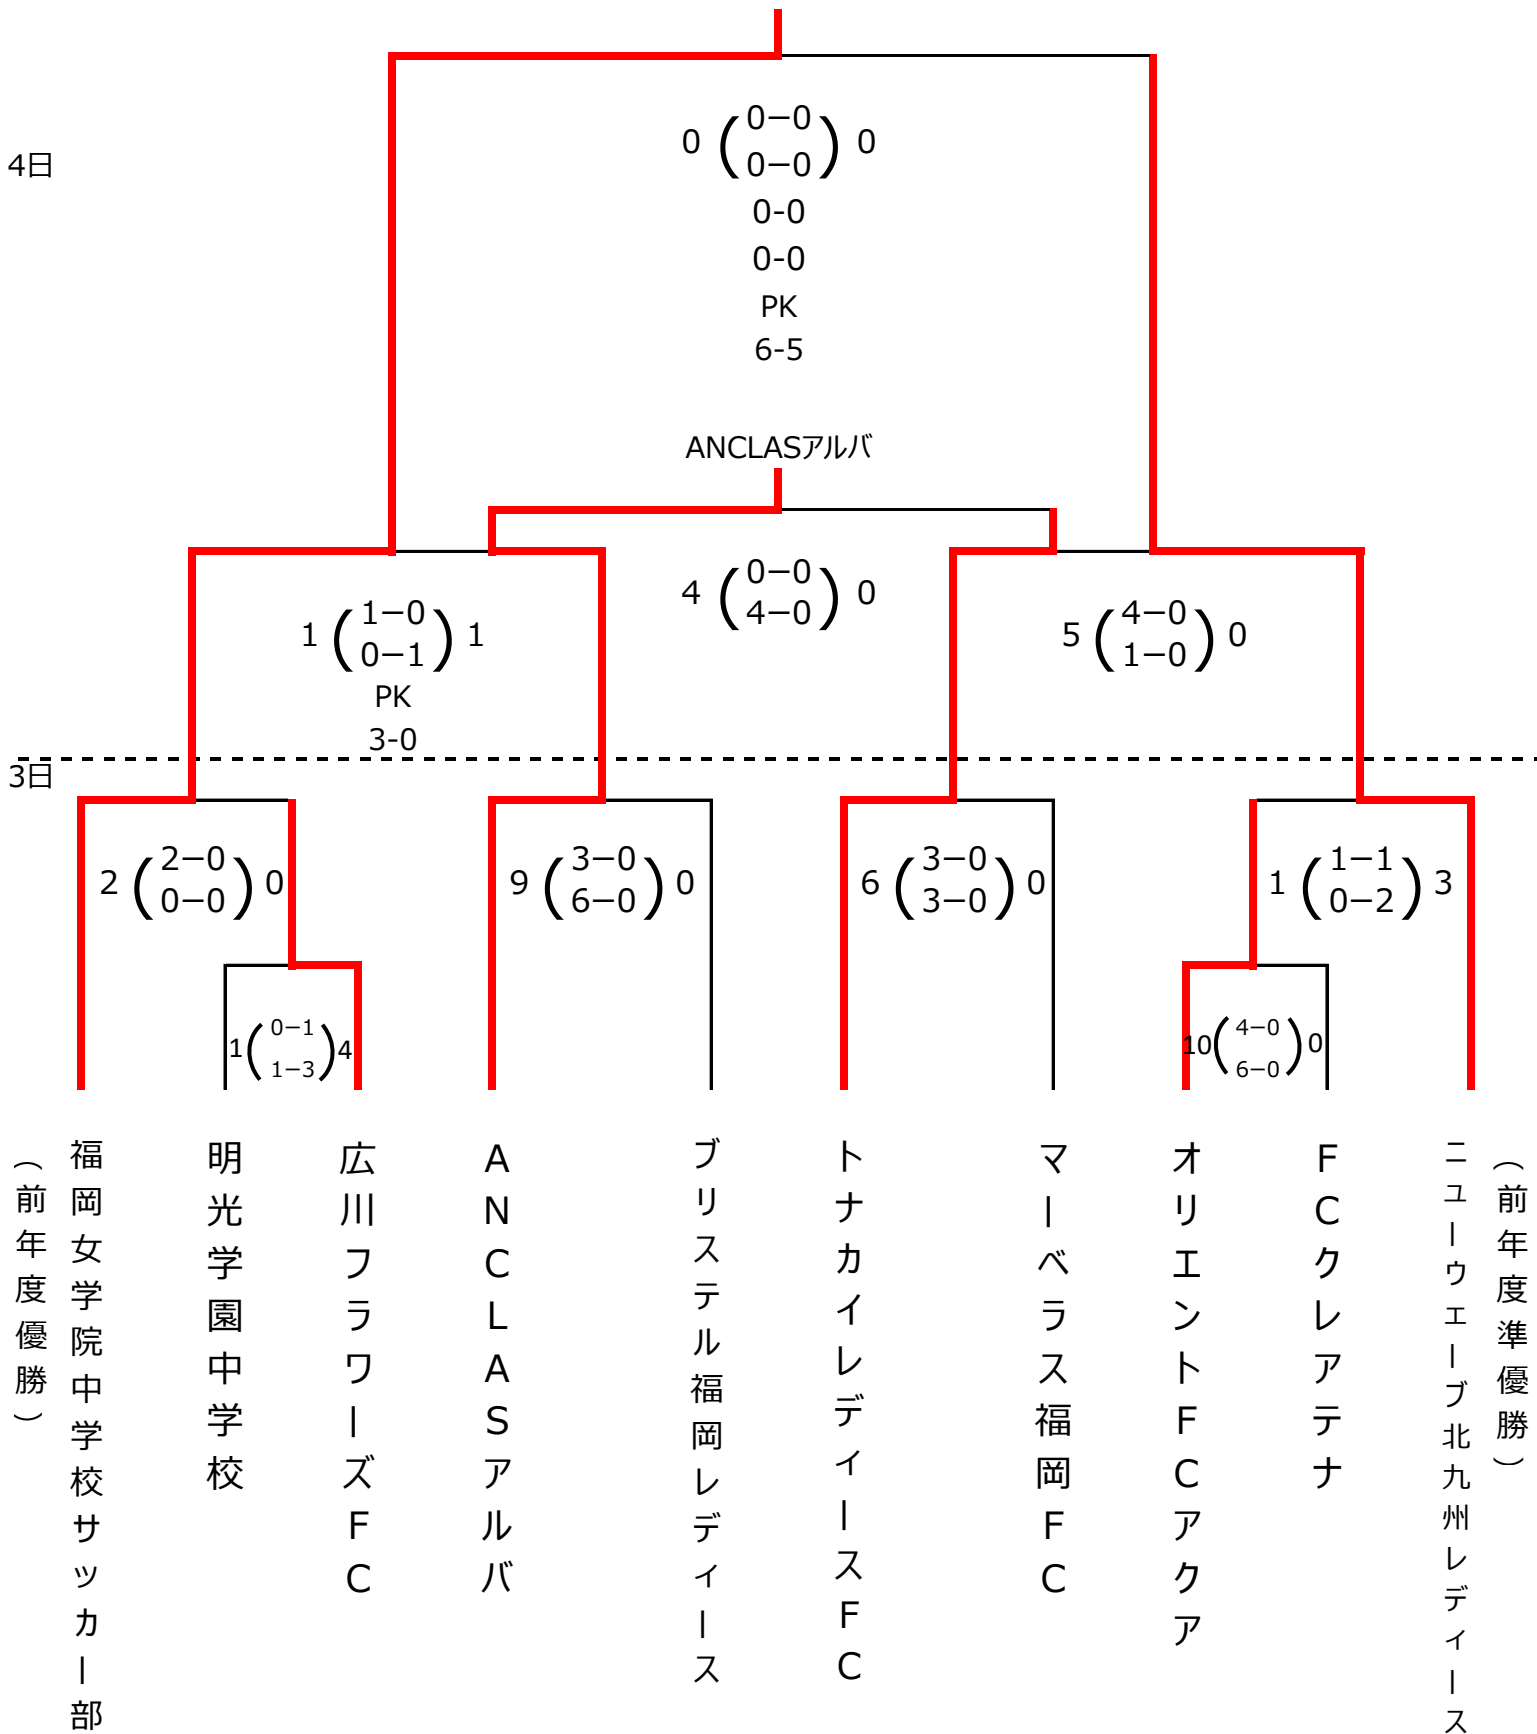 4日
0 ( 0−0 ) 0
0−0
0-0
0-0
PK
6-5
ANCLASアルバ
4 ( 0−0 ) 0
4−0
1 ( 1−0 ) 1
0−1
PK
3-0
5 ( 4−0 ) 0
1−0
3日
2 ( 2−0 ) 0
0−0
9 ( 3−0 ) 0
6−0
6 ( 3−0 ) 0
3−0
1 ( 1−1 ) 3
0−2
1 ( 0−1 ) 4
1−3
10 ( 4−0 ) 0
6−0
（前年度優勝）
福岡女学院中学校サッカー部
明光学園中学校
広川フラワーズFC
ANCLASアルバ
ブリステル福岡レディース
トナカイレディースFC
マーベラス福岡FC
オリエントFCアクア
FCクレアテナ
ニューウェーブ北九州レディース
（前年度準優勝）